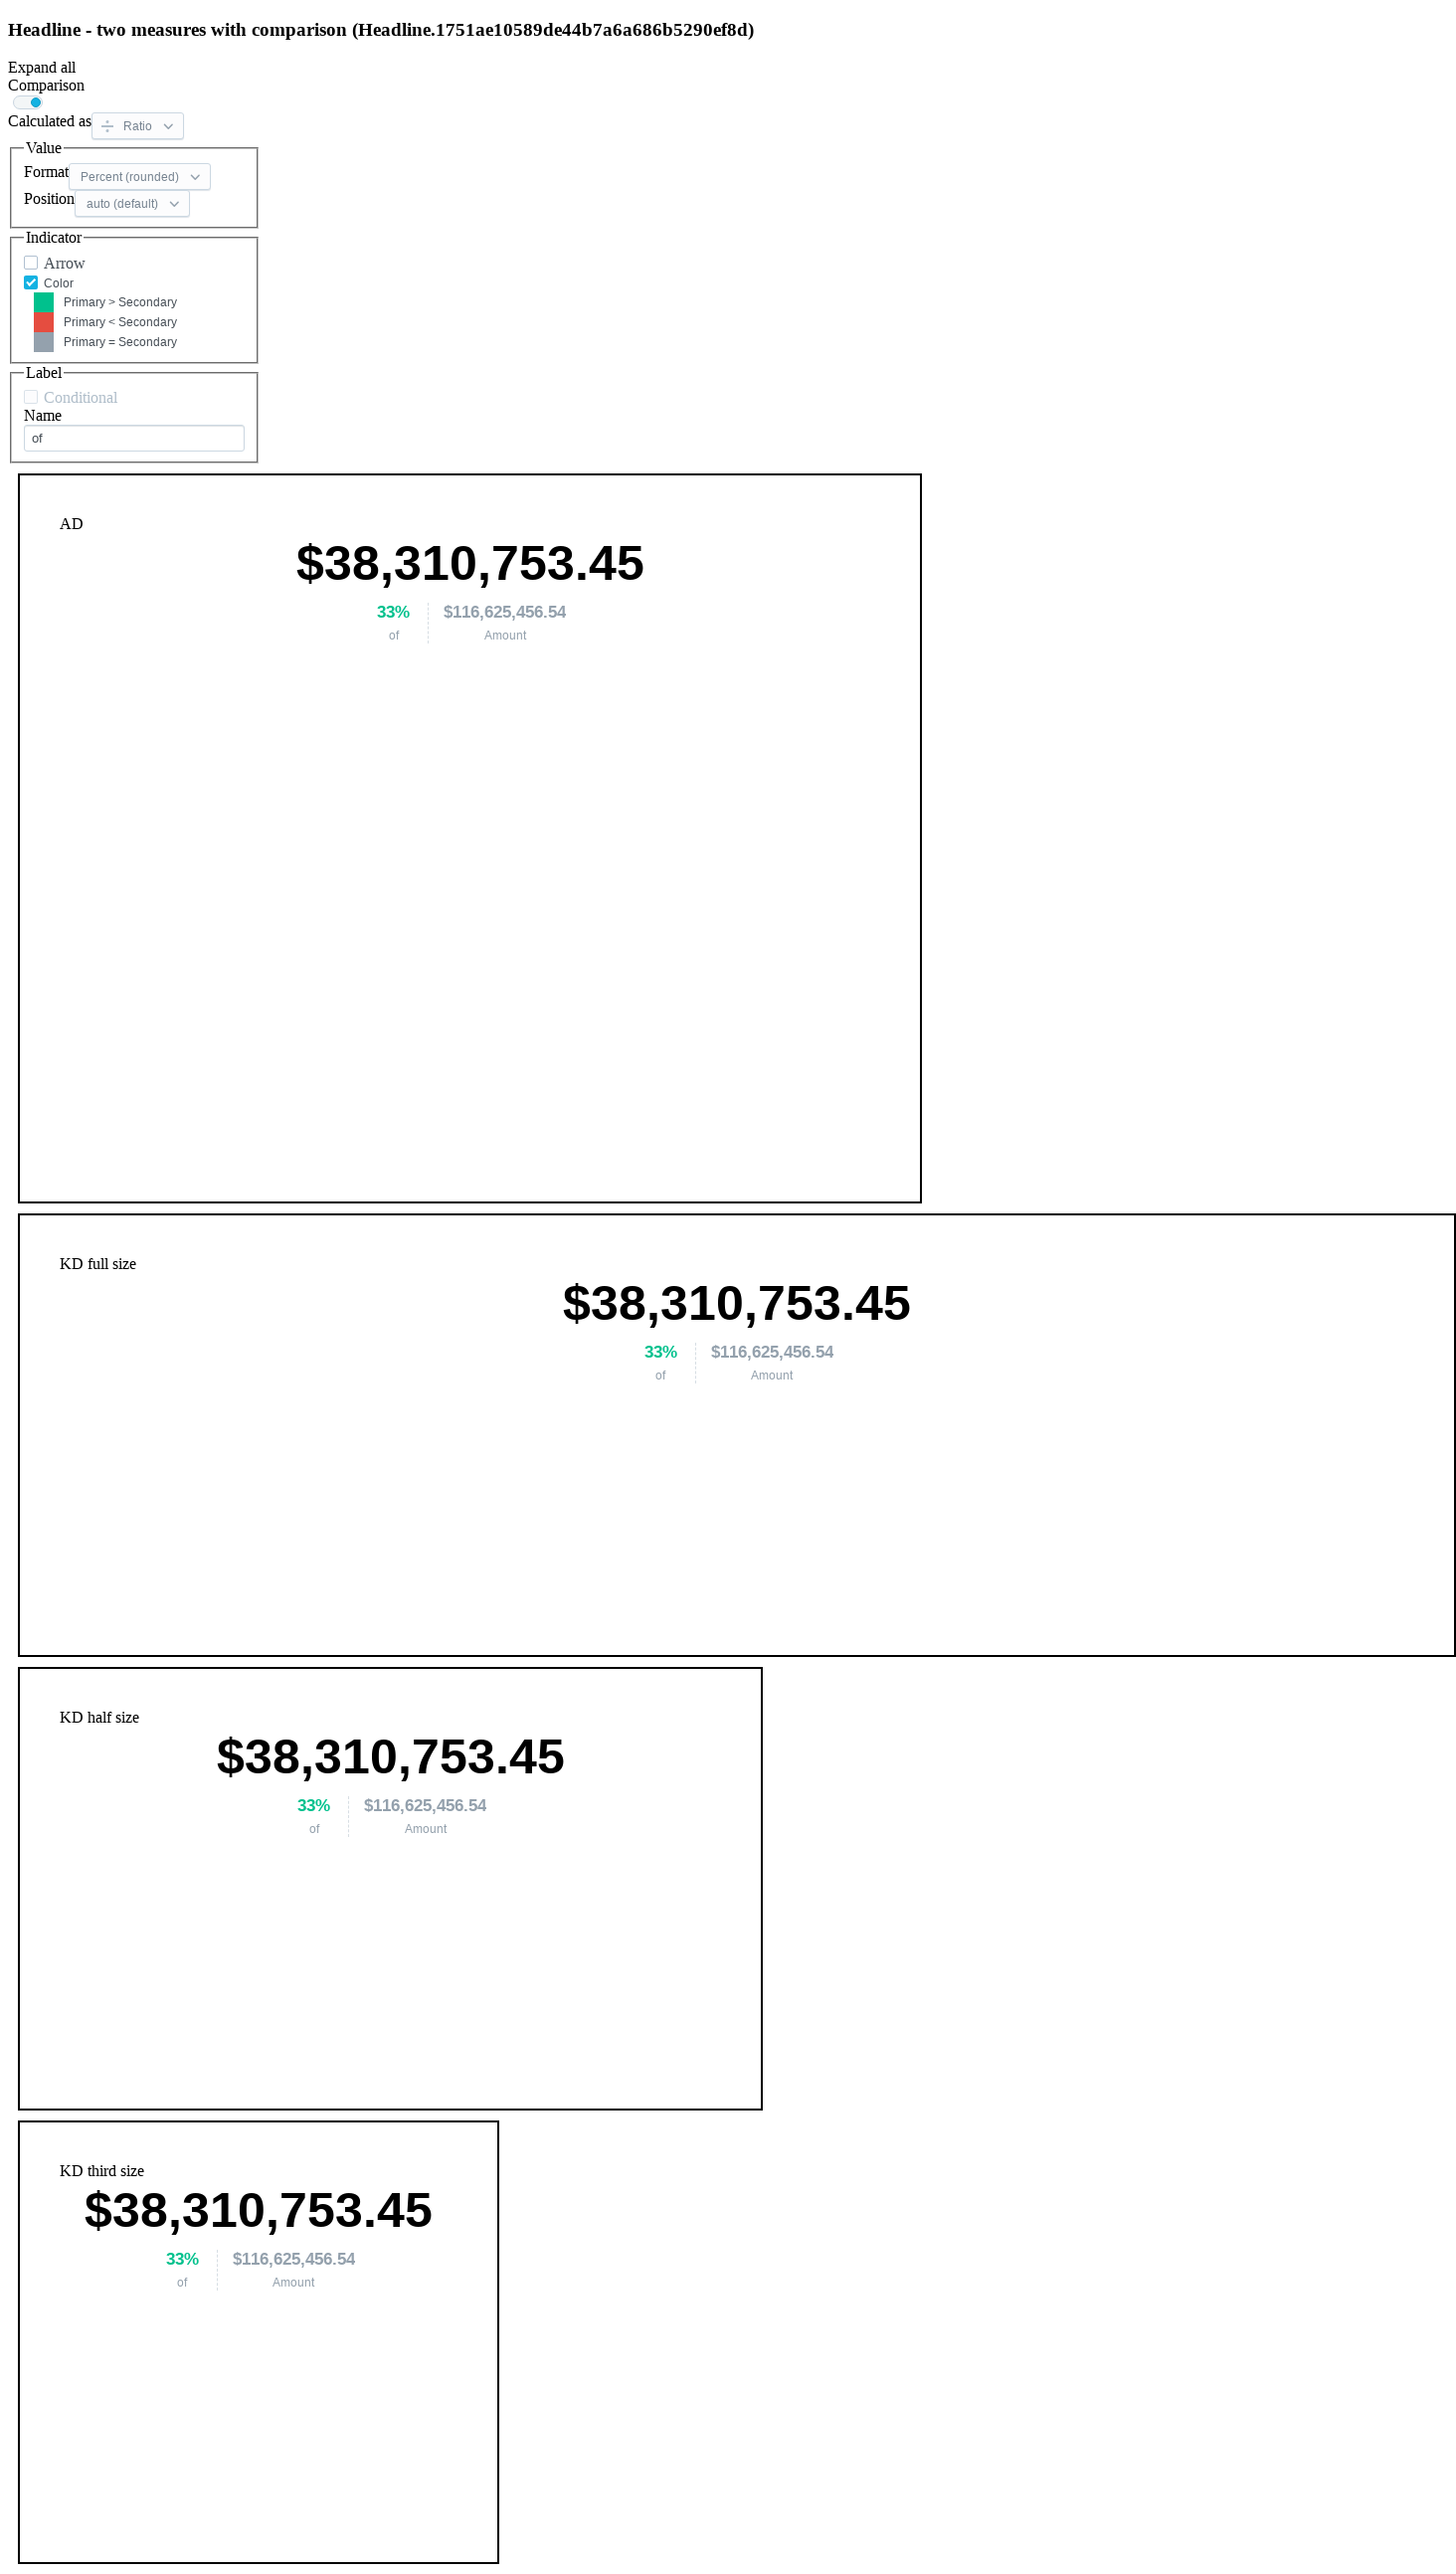 Headline - two measures with comparison (Headline.1751ae10589de44b7a6a686b5290ef8d)
Expand all
Comparison
Calculated as Ratio
Value
Format Percent (rounded)
Position auto (default)
Indicator
Arrow
Color
Primary > Secondary
Primary < Secondary
Primary = Secondary
Label
Conditional
Name
of
AD
$38,310,753.45
33% $116,625,456.54
of Amount
KD full size
$38,310,753.45
33% $116,625,456.54
of Amount
KD half size
$38,310,753.45
33% $116,625,456.54
of Amount
KD third size
$38,310,753.45
33% $116,625,456.54
of Amount